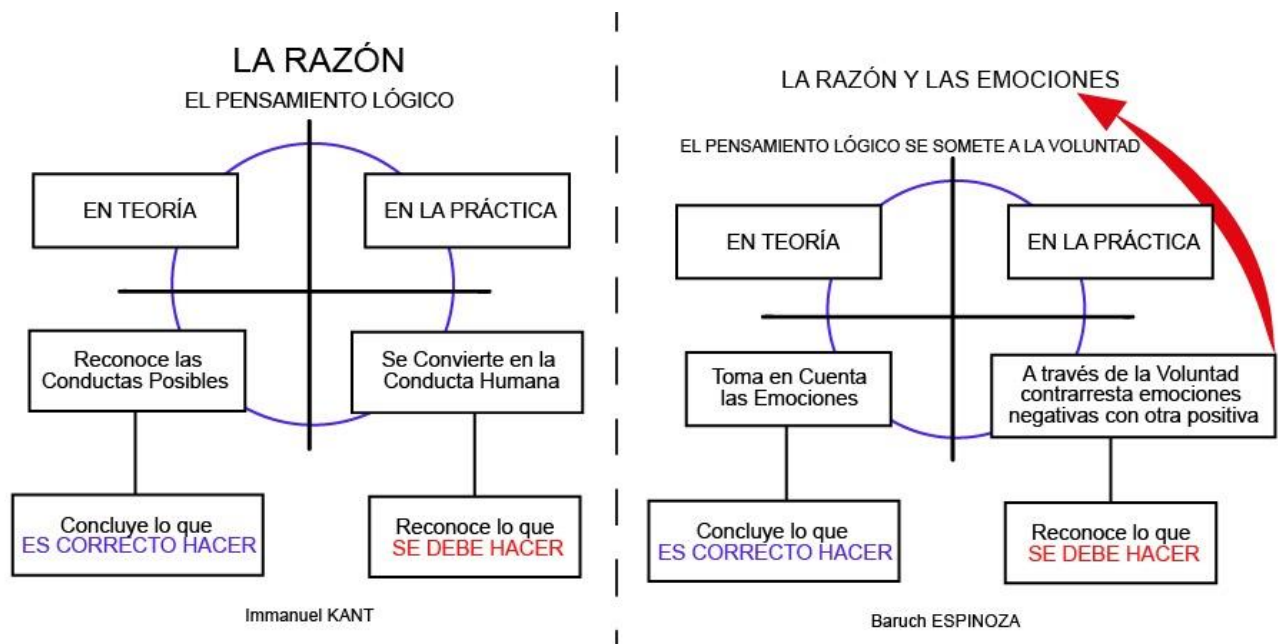 LA RAZÓN
EL PENSAMIENTO LÓGICO
EN TEORÍA
EN LA PRÁCTICA
Reconoce las
Conductas Posibles
Se Convierte en la
Conducta Humana
Concluye lo que
ES CORRECTO HACER
Reconoce lo que
SE DEBE HACER
Immanuel KANT
LA RAZÓN Y LAS EMOCIONES
EL PENSAMIENTO LÓGICO SE SOMETE A LA VOLUNTAD
EN TEORÍA
EN LA PRÁCTICA
Toma en Cuenta
las Emociones
A través de la Voluntad
contrarresta emociones
negativas con otra positiva
Concluye lo que
ES CORRECTO HACER
Reconoce lo que
SE DEBE HACER
Baruch ESPINOZA